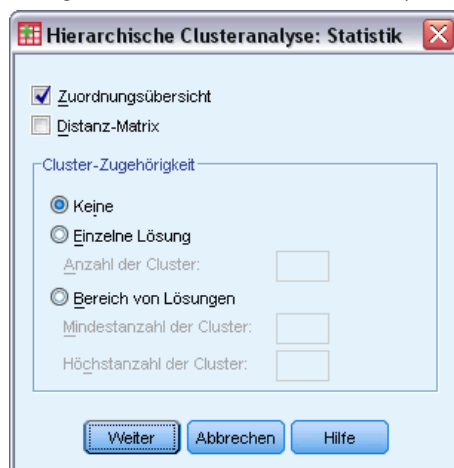 Hierarchische Clusteranalyse: Statistik
Zuordnungsübersicht
Distanz-Matrix
Cluster-Zugehörigkeit
Keine
Einzelne Lösung
Anzahl der Cluster:
Bereich von Lösungen
Mindestanzahl der Cluster:
Höchstanzahl der Cluster:
Weiter Abbrechen Hilfe